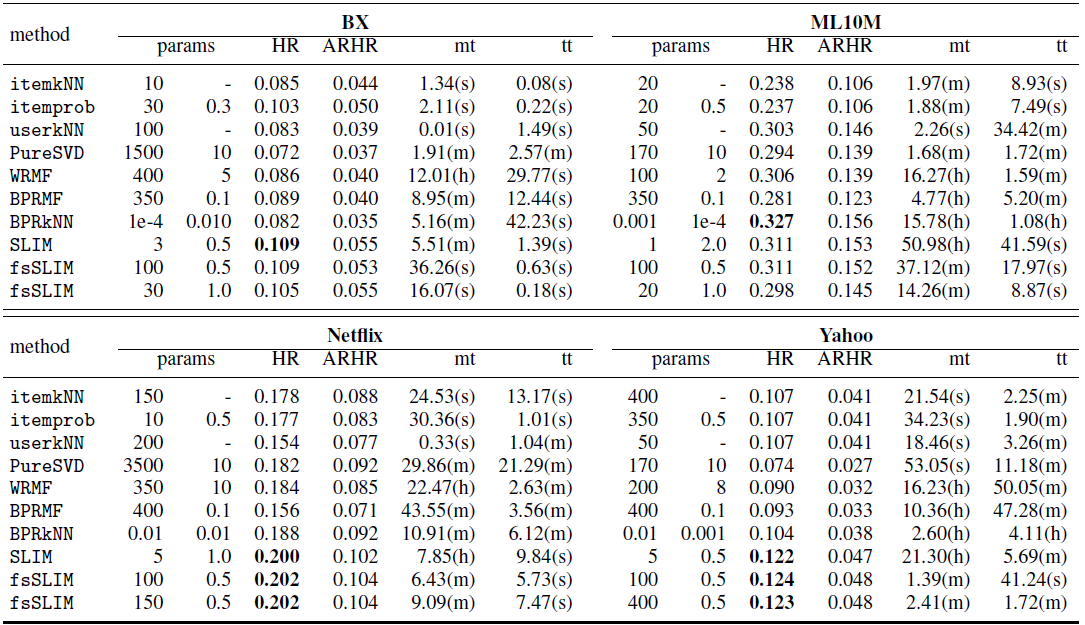 method BX ML10M
params HR ARHR mt tt params HR ARHR mt tt
itemkNN 10 - 0.085 0.044 1.34(s) 0.08(s) 20 - 0.238 0.106 1.97(m) 8.93(s)
itemprob 30 0.3 0.103 0.050 2.11(s) 0.22(s) 20 0.5 0.237 0.106 1.88(m) 7.49(s)
userkNN 100 - 0.083 0.039 0.01(s) 1.49(s) 50 - 0.303 0.146 2.26(s) 34.42(m)
PureSVD 1500 10 0.072 0.037 1.91(m) 2.57(m) 170 10 0.294 0.139 1.68(m) 1.72(m)
WRMF 400 5 0.086 0.040 12.01(h) 29.77(s) 100 2 0.306 0.139 16.27(h) 1.59(m)
BPRMF 350 0.1 0.089 0.040 8.95(m) 12.44(s) 350 0.1 0.281 0.123 4.77(h) 5.20(m)
BPRkNN 1e-4 0.010 0.082 0.035 5.16(m) 42.23(s) 0.001 1e-4 0.327 0.156 15.78(h) 1.08(h)
SLIM 3 0.5 0.109 0.055 5.51(m) 1.39(s) 1 2.0 0.311 0.153 50.98(h) 41.59(s)
fsSLIM 100 0.5 0.109 0.053 36.26(s) 0.63(s) 100 0.5 0.311 0.152 37.12(m) 17.97(s)
fsSLIM 30 1.0 0.105 0.055 16.07(s) 0.18(s) 20 1.0 0.298 0.145 14.26(m) 8.87(s)
method Netflix Yahoo
params HR ARHR mt tt params HR ARHR mt tt
itemkNN 150 - 0.178 0.088 24.53(s) 13.17(s) 400 - 0.107 0.041 21.54(s) 2.25(m)
itemprob 10 0.5 0.177 0.083 30.36(s) 1.01(s) 350 0.5 0.107 0.041 34.23(s) 1.90(m)
userkNN 200 - 0.154 0.077 0.33(s) 1.04(m) 50 - 0.107 0.041 18.46(s) 3.26(m)
PureSVD 3500 10 0.182 0.092 29.86(m) 21.29(m) 170 10 0.074 0.027 53.05(s) 11.18(m)
WRMF 350 10 0.184 0.085 22.47(h) 2.63(m) 200 8 0.090 0.032 16.23(h) 50.05(m)
BPRMF 400 0.1 0.156 0.071 43.55(m) 3.56(m) 400 0.1 0.093 0.033 10.36(h) 47.28(m)
BPRkNN 0.01 0.01 0.188 0.092 10.91(m) 6.12(m) 0.01 0.001 0.104 0.038 2.60(h) 4.11(h)
SLIM 5 1.0 0.200 0.102 7.85(h) 9.84(s) 5 0.5 0.122 0.047 21.30(h) 5.69(m)
fsSLIM 100 0.5 0.202 0.104 6.43(m) 5.73(s) 100 0.5 0.124 0.048 1.39(m) 41.24(s)
fsSLIM 150 0.5 0.202 0.104 9.09(m) 7.47(s) 400 0.5 0.123 0.048 2.41(m) 1.72(m)